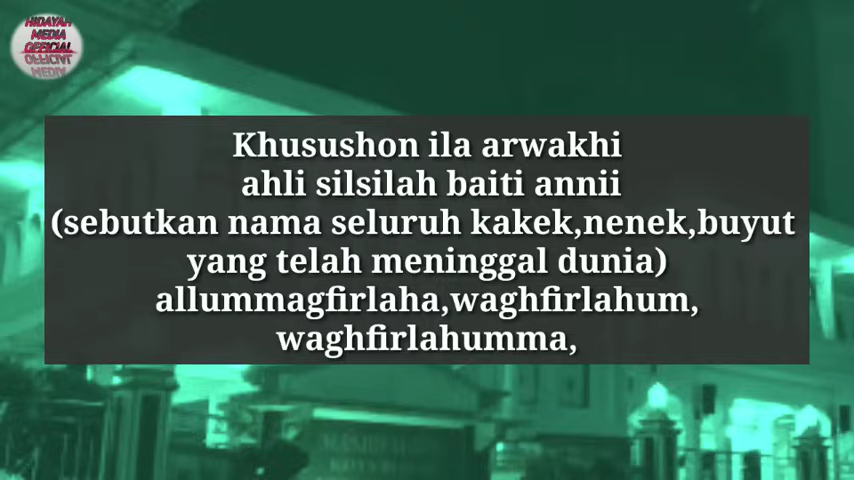 HIDAYAH
MEDIA
OFFICIAL
Khusushon ila arwakhi
ahli silsilah baiti annii
(sebutkan nama seluruh kakek,nenek,buyut
yang telah meninggal dunia)
allummagfirlaha,waghfirlahum,
waghfirlahumma,